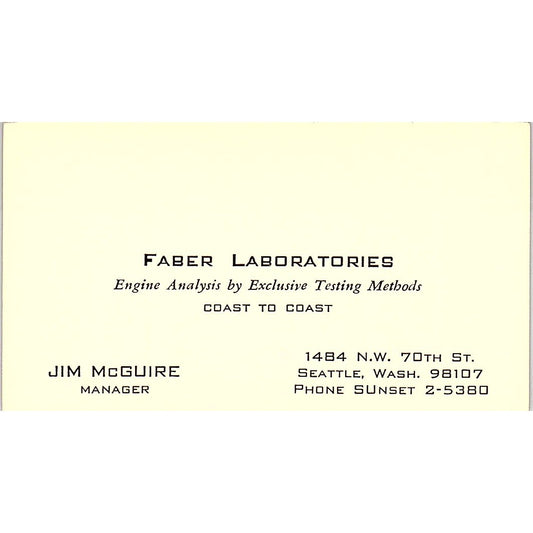 Faber Laboratories
Engine Analysis by Exclusive Testing Methods
COAST TO COAST
JIM McGUIRE
MANAGER
1484 N.W. 70th St.
Seattle, Wash. 98107
Phone SUnset 2-5380